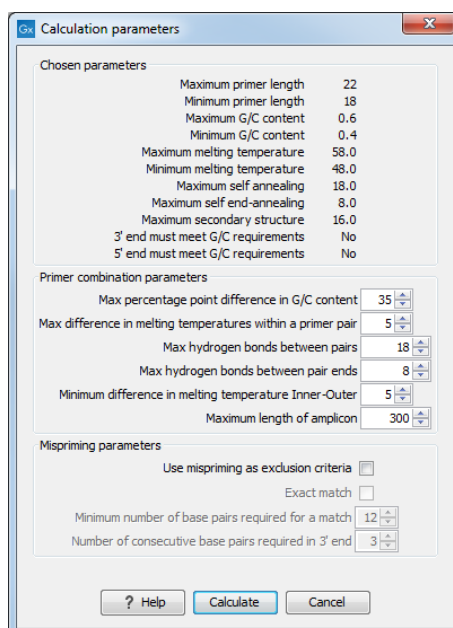 Gx Calculation parameters
Chosen parameters
Maximum primer length 22
Minimum primer length 18
Maximum G/C content 0.6
Minimum G/C content 0.4
Maximum melting temperature 58.0
Minimum melting temperature 48.0
Maximum self annealing 18.0
Maximum self end-annealing 8.0
Maximum secondary structure 16.0
3' end must meet G/C requirements No
5' end must meet G/C requirements No
Primer combination parameters
Max percentage point difference in G/C content 35
Max difference in melting temperatures within a primer pair 5
Max hydrogen bonds between pairs 18
Max hydrogen bonds between pair ends 8
Minimum difference in melting temperature Inner-Outer 5
Maximum length of amplicon 300
Mispriming parameters
Use mispriming as exclusion criteria
Exact match
Minimum number of base pairs required for a match 12
Number of consecutive base pairs required in 3' end 3
? Help Calculate Cancel